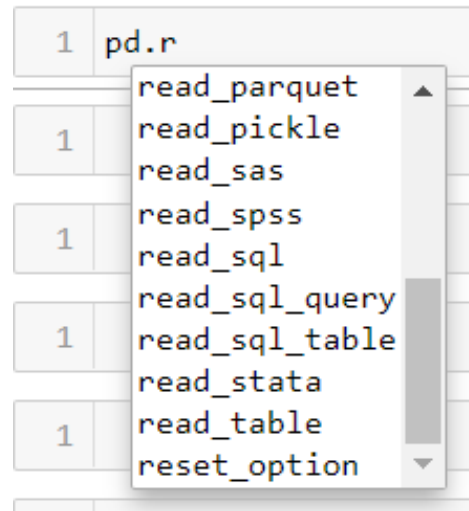 1 pd.r
read_parquet
1
read_pickle
read_sas
1
read_spss
read_sql
read_sql_query
1
read_sql_table
read_stata
1
read_table
reset_option